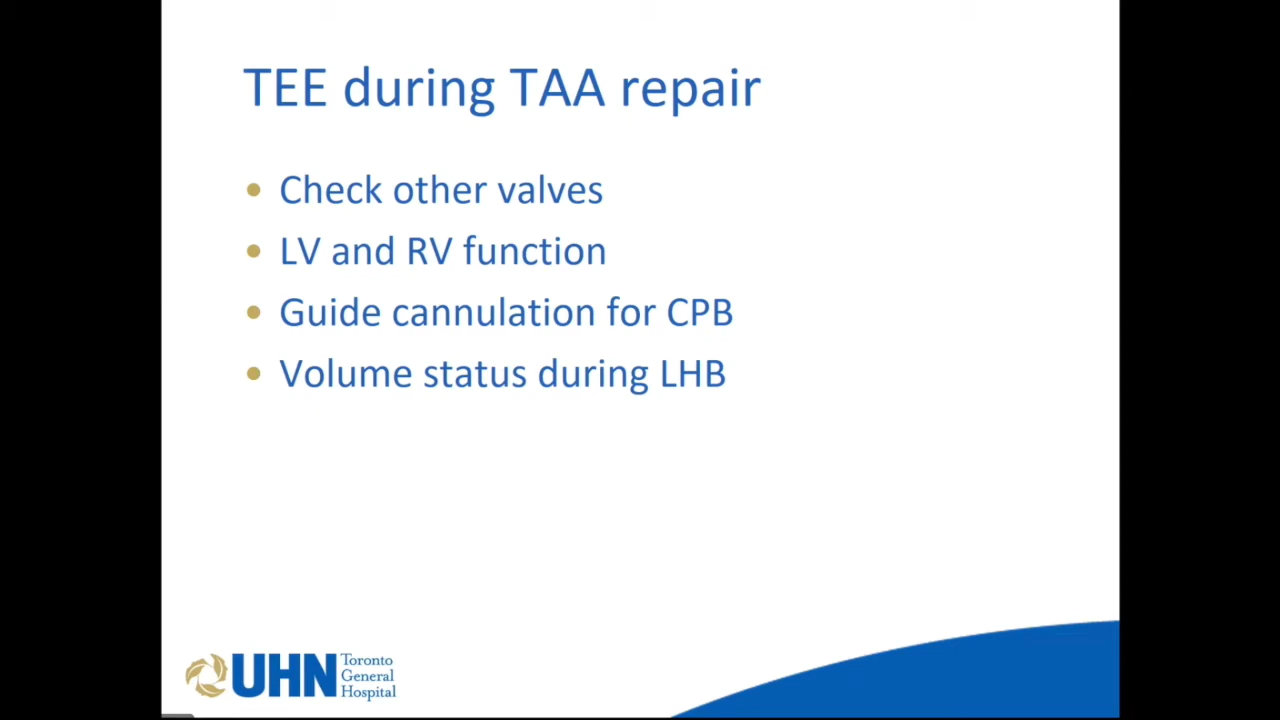 TEE during TAA repair
• Check other valves
• LV and RV function
• Guide cannulation for CPB
• Volume status during LHB
UHN
Toronto
General
Hospital